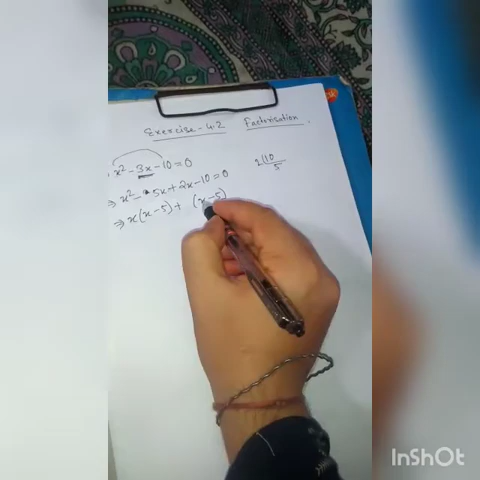 Exercise - 4.2 Factorisation.
x² - 3x - 10 = 0
2 | 10
5
⇒ x² - 5x + 2x - 10 = 0
⇒ x(x - 5) + (x - 5)
InShOt